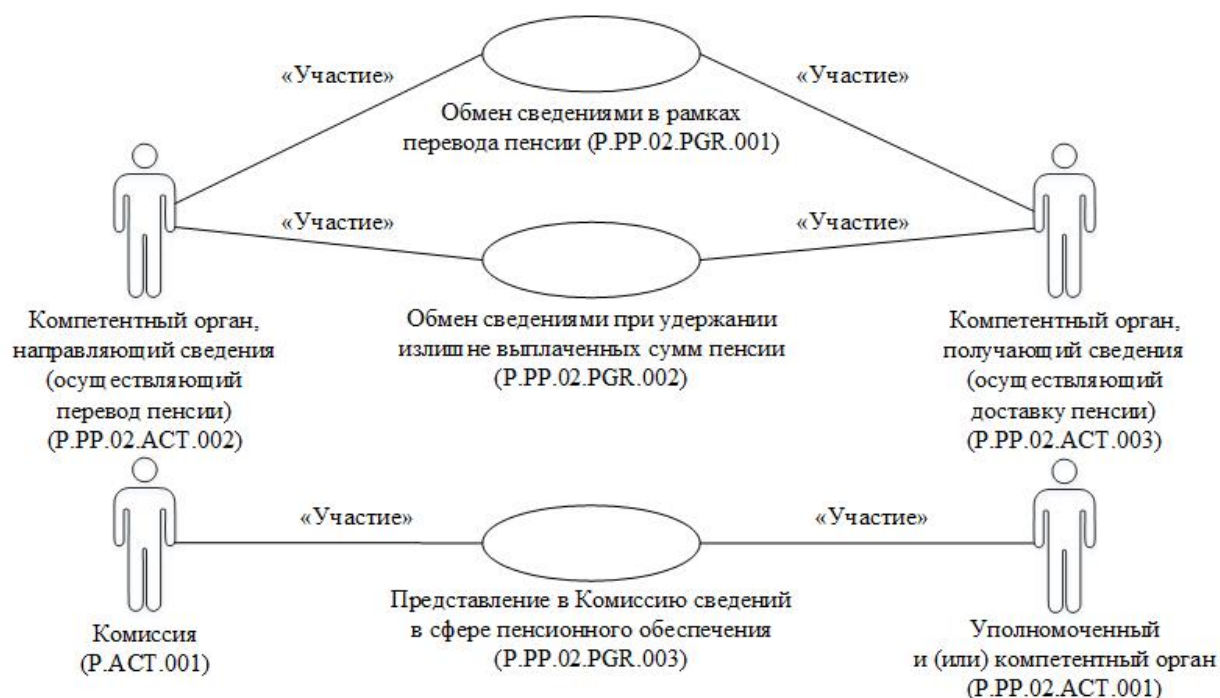 «Участие»
«Участие»
Обмен сведениями в рамках
перевода пенсии (P.PP.02.PGR.001)
«Участие»
«Участие»
Компетентный орган,
направляющий сведения
(осуществляющий
перевод пенсии)
(P.PP.02.ACT.002)
Обмен сведениями при удержании
излишне выплаченных сумм пенсии
(P.PP.02.PGR.002)
Компетентный орган,
получающий сведения
(осуществляющий
доставку пенсии)
(P.PP.02.ACT.003)
«Участие»
«Участие»
Комиссия
(P.ACT.001)
Представление в Комиссию сведений
в сфере пенсионного обеспечения
(P.PP.02.PGR.003)
Уполномоченный
и (или) компетентный орган
(P.PP.02.ACT.001)